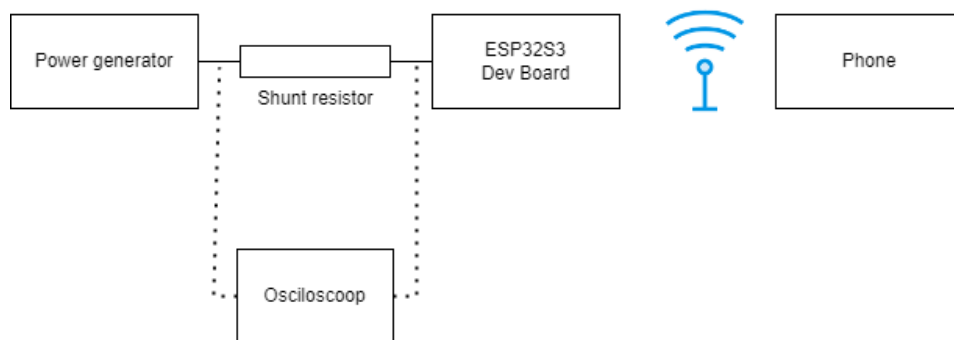 Power generator
Shunt resistor
ESP32S3
Dev Board
Phone
Osciloscoop